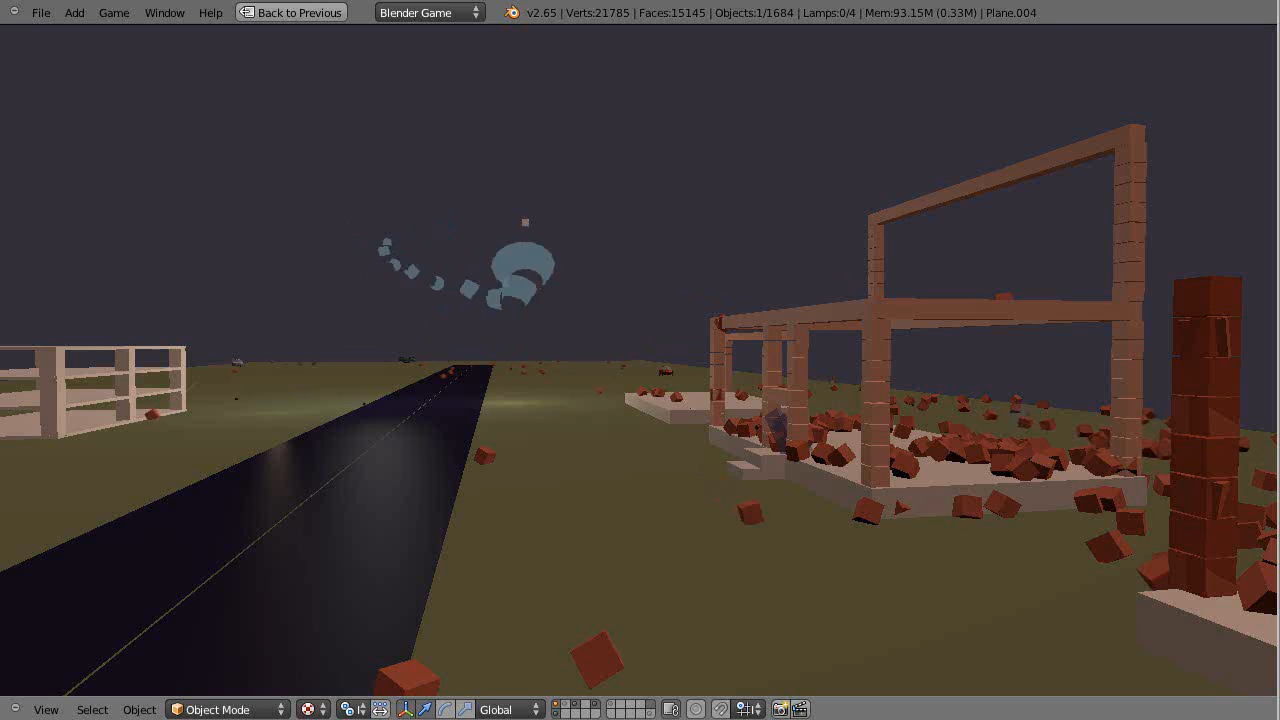 File Add Game Window Help Back to Previous Blender Game v2.65 | Verts:21785 | Faces:15145 | Objects:1/1684 | Lamps:0/4 | Mem:93.15M (0.33M) | Plane.004
View Select Object Object Mode Global